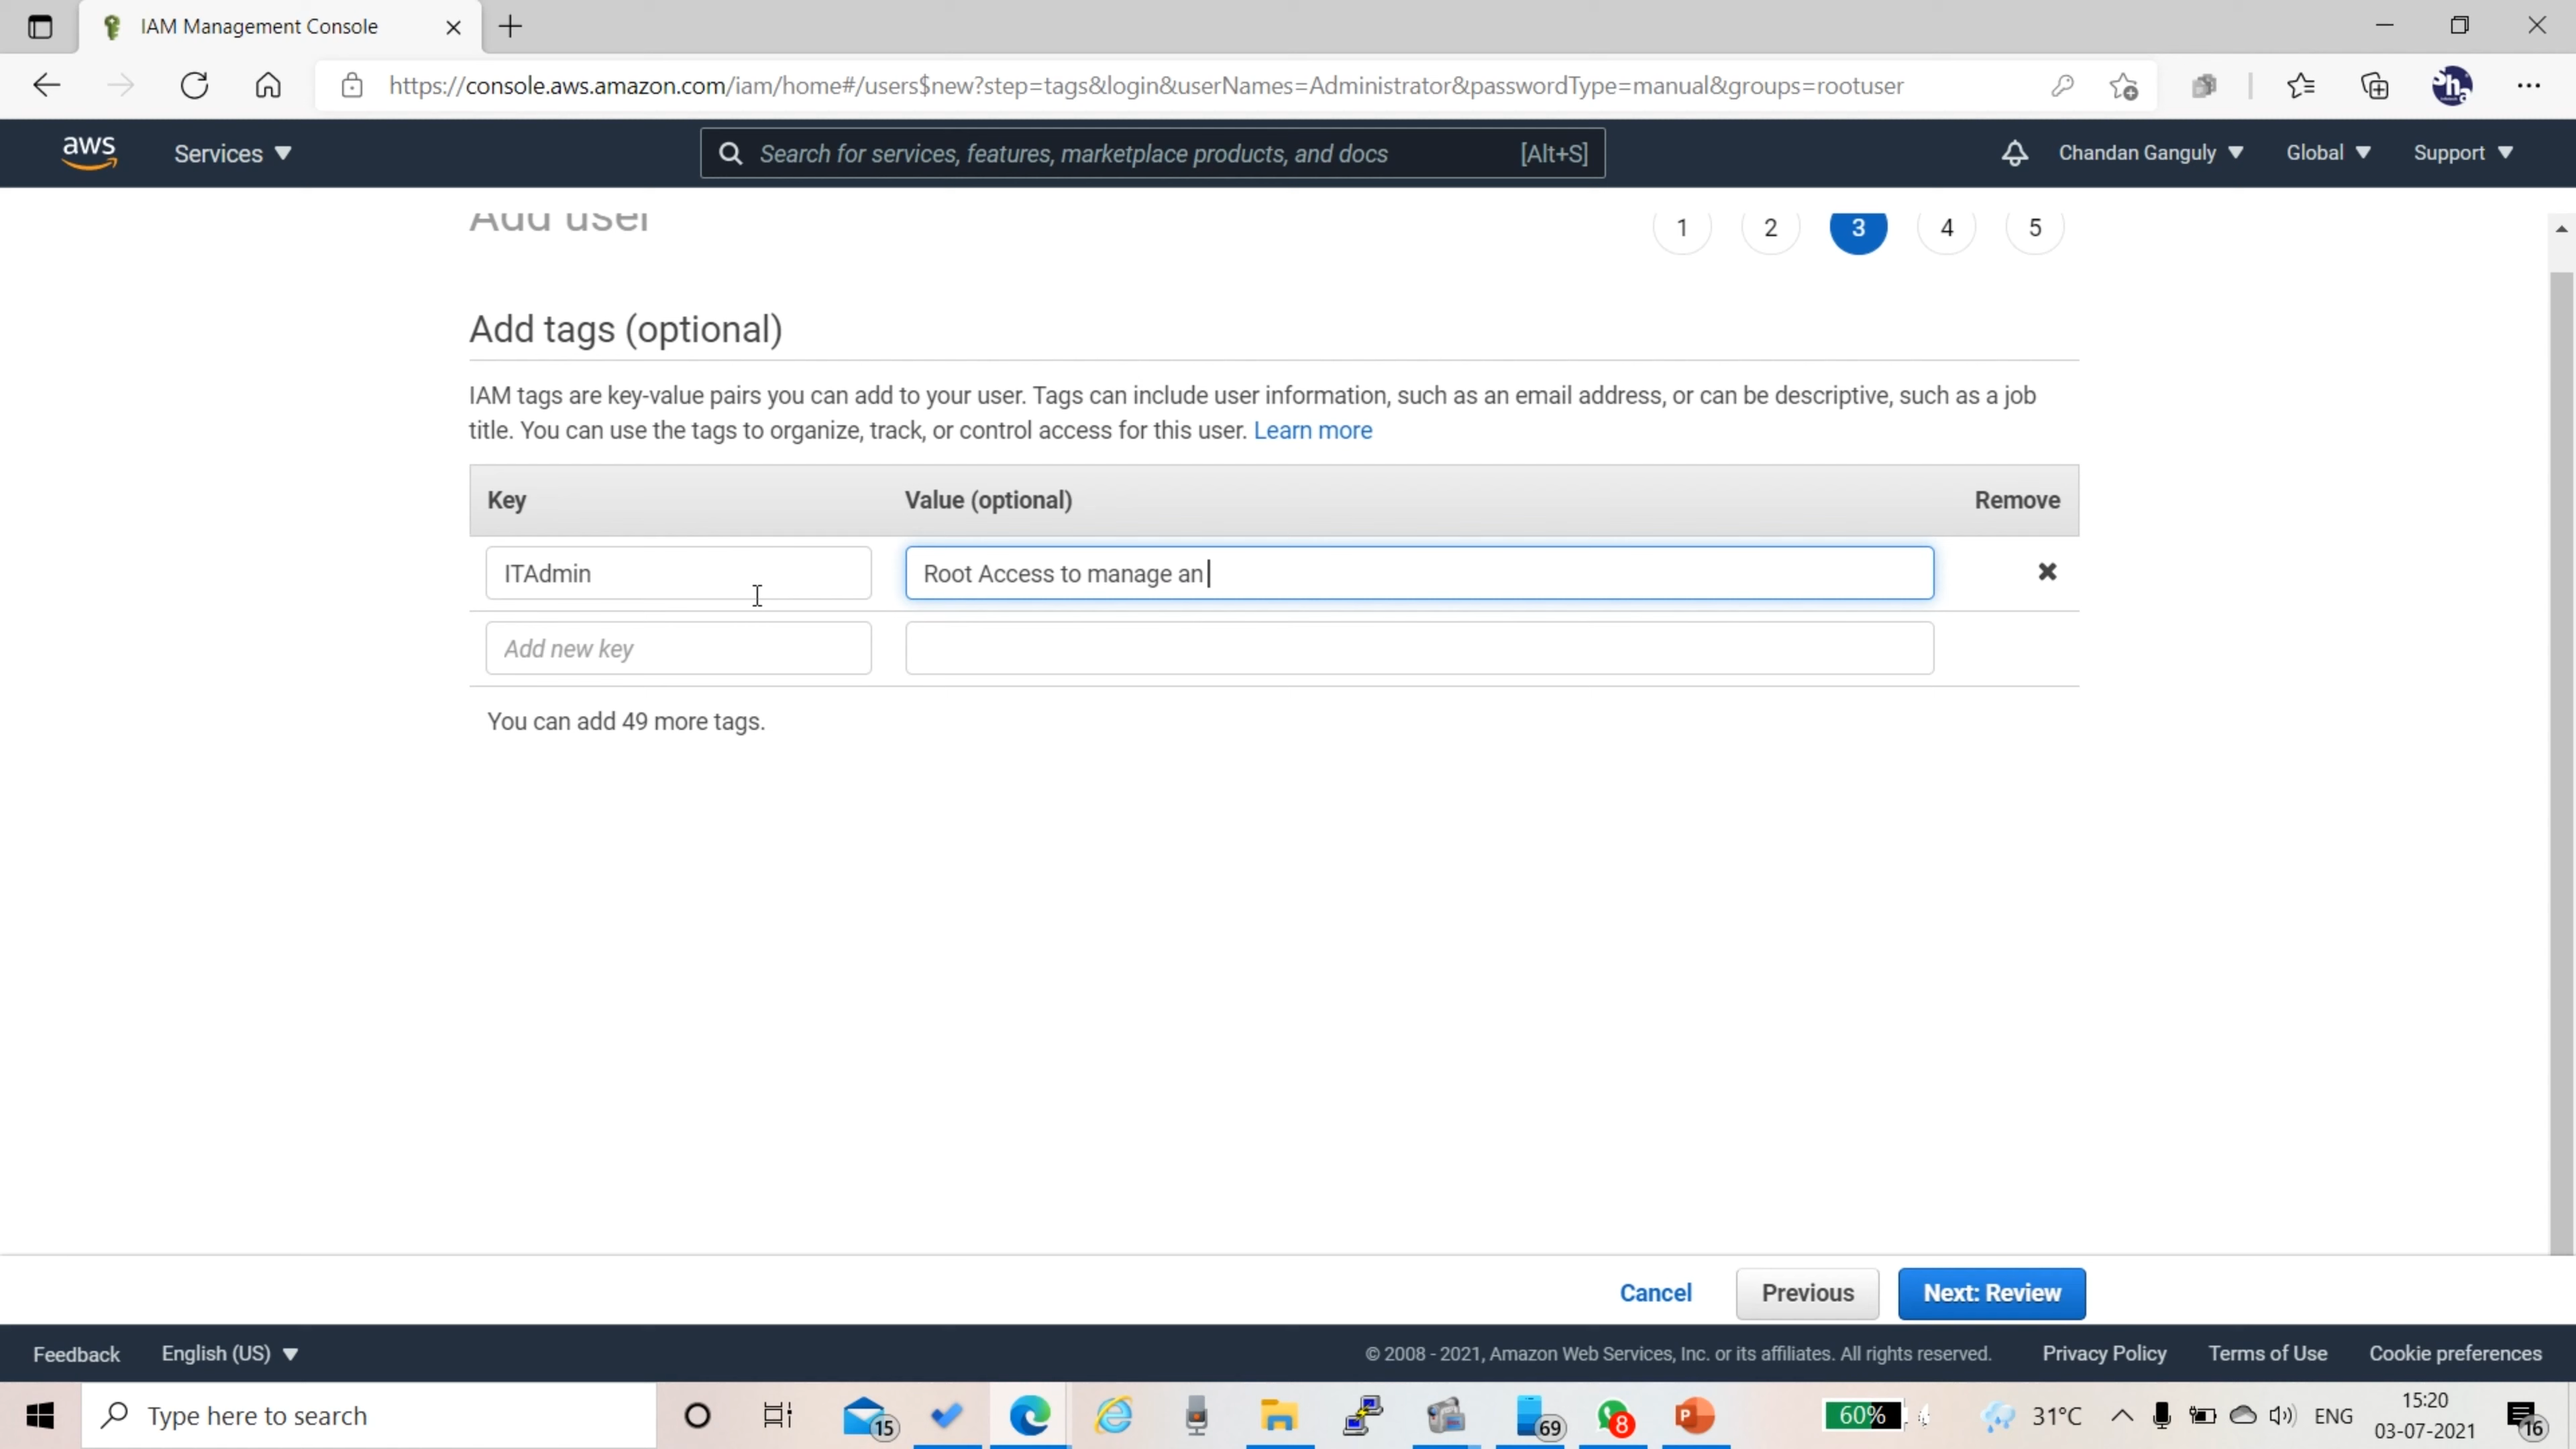 IAM Management Console
https://console.aws.amazon.com/iam/home#/users$new?step=tags&login&userNames=Administrator&passwordType=manual&groups=rootuser
aws
Services
Search for services, features, marketplace products, and docs
[Alt+S]
Chandan Ganguly
Global
Support
Add user
1
2
3
4
5
Add tags (optional)
IAM tags are key-value pairs you can add to your user. Tags can include user information, such as an email address, or can be descriptive, such as a job
title. You can use the tags to organize, track, or control access for this user. Learn more
Key
Value (optional)
Remove
ITAdmin
Root Access to manage an
Add new key
You can add 49 more tags.
Cancel
Previous
Next: Review
Feedback
English (US)
© 2008 - 2021, Amazon Web Services, Inc. or its affiliates. All rights reserved.
Privacy Policy
Terms of Use
Cookie preferences
Type here to search
15
69
8
60%
31°C
ENG
15:20
03-07-2021
16